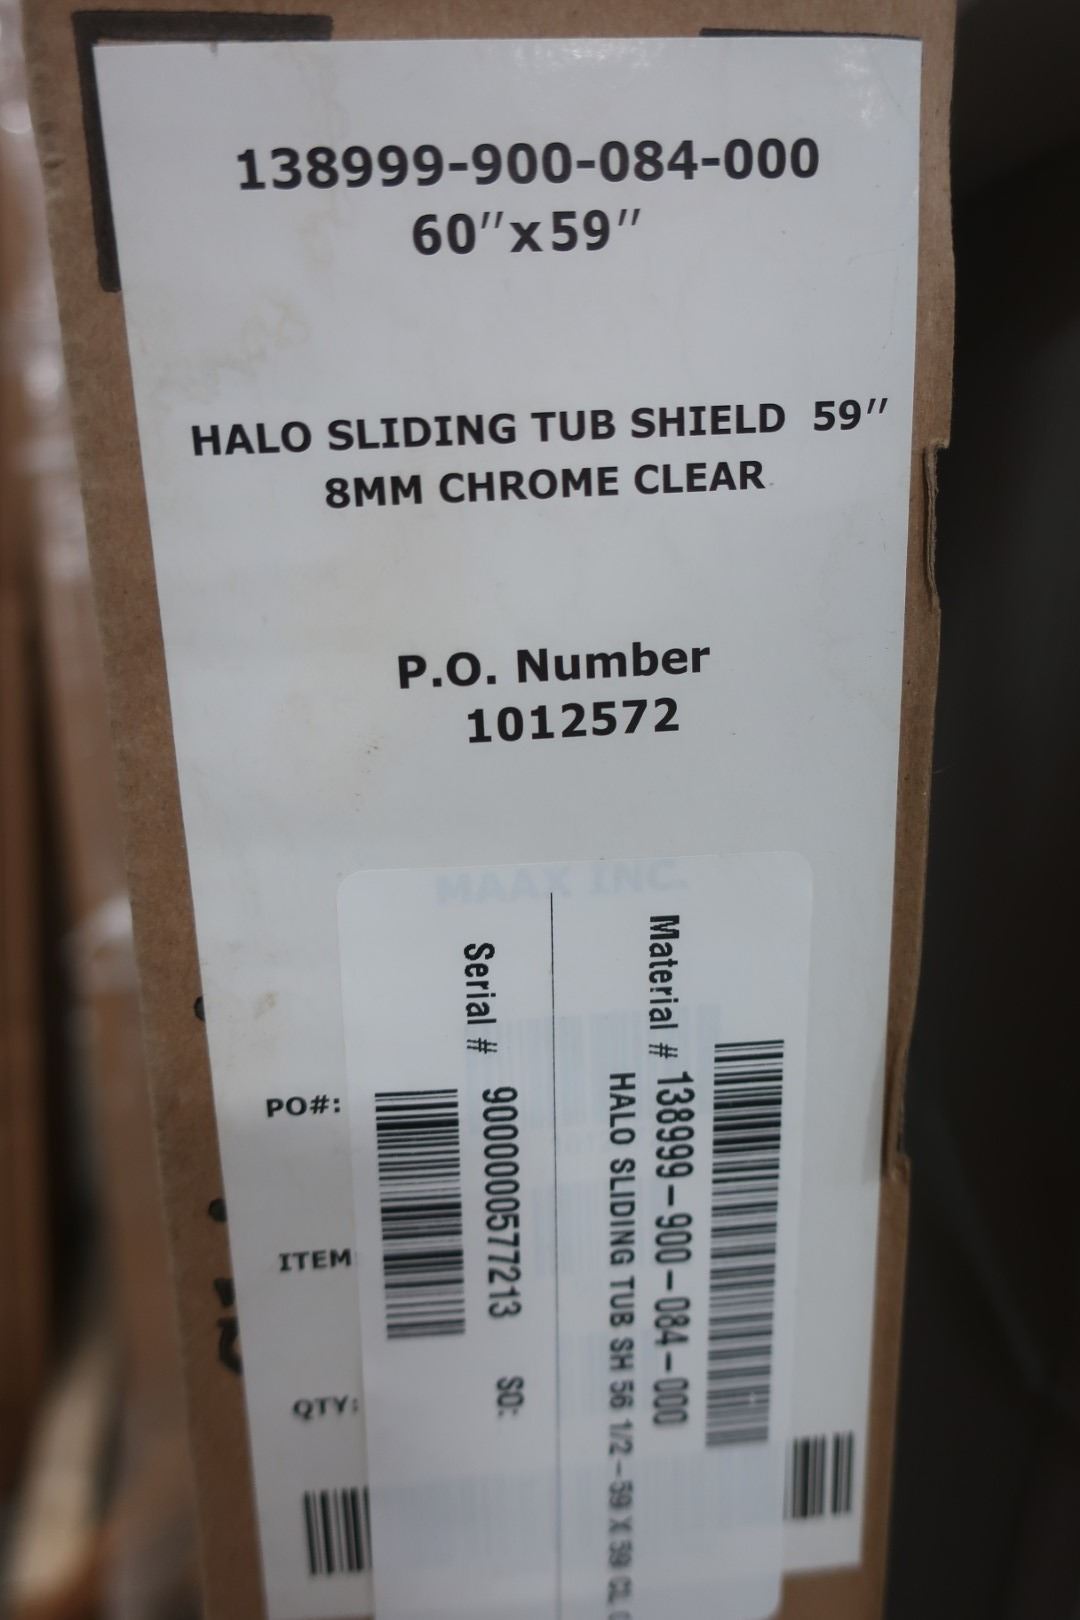 138999-900-084-000
60"x59"
HALO SLIDING TUB SHIELD 59"
8MM CHROME CLEAR
P.O. Number
1012572
MAAX INC.
Material # 138999-900-084-000
HALO SLIDING TUB SH 56 1/2-59 X 59 CL
Serial # 9000000577213 SO:
PO#:
ITEM
QTY: